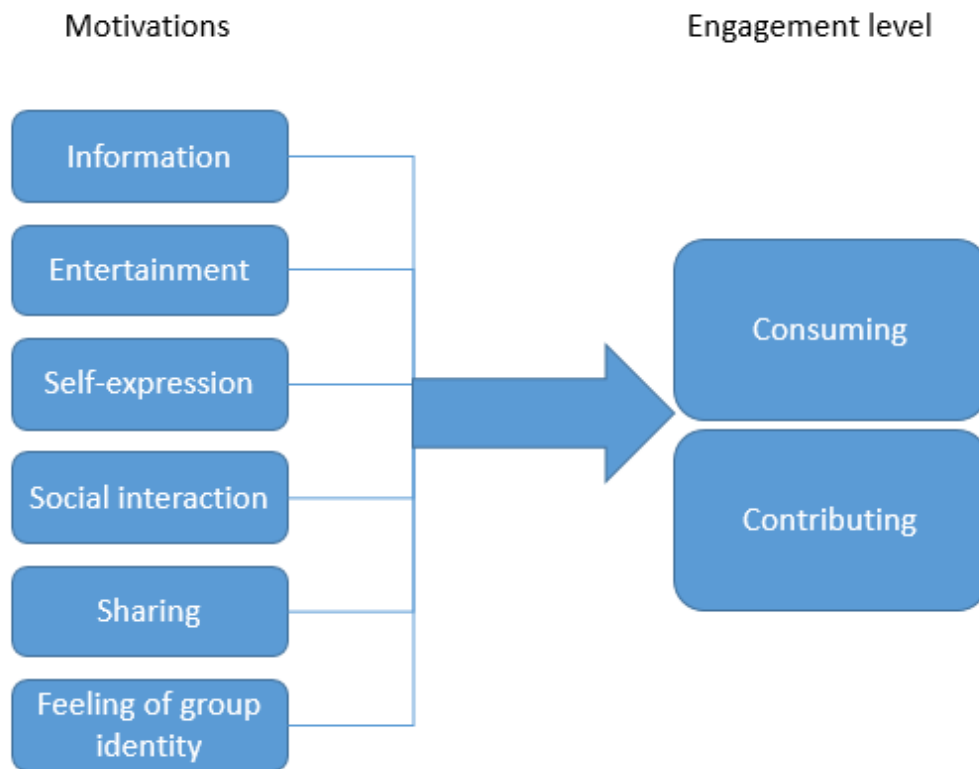 Motivations
Engagement level
Information
Entertainment
Self-expression
Social interaction
Sharing
Feeling of group
identity
Consuming
Contributing